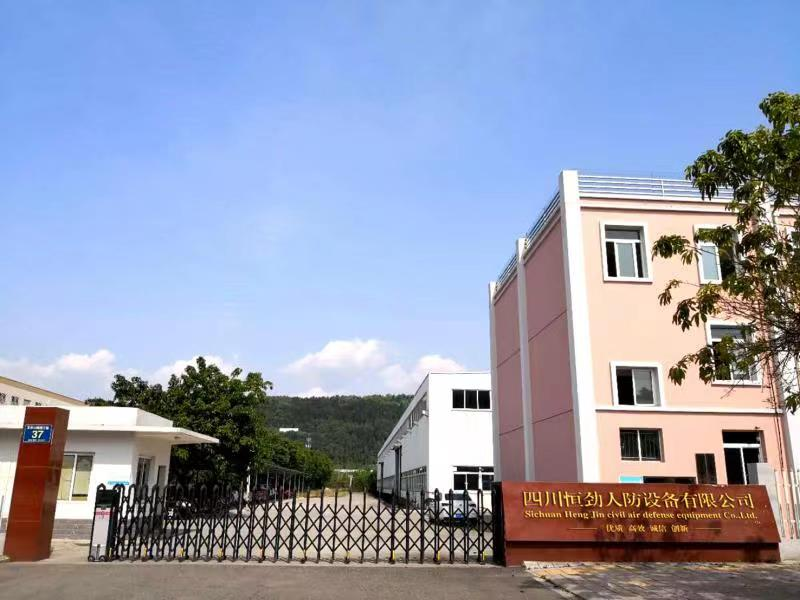 37
四川恒劲人防设备有限公司
Sichuan Heng Jin civil air defense equipment Co.,Ltd.
优质 高效 诚信 创新